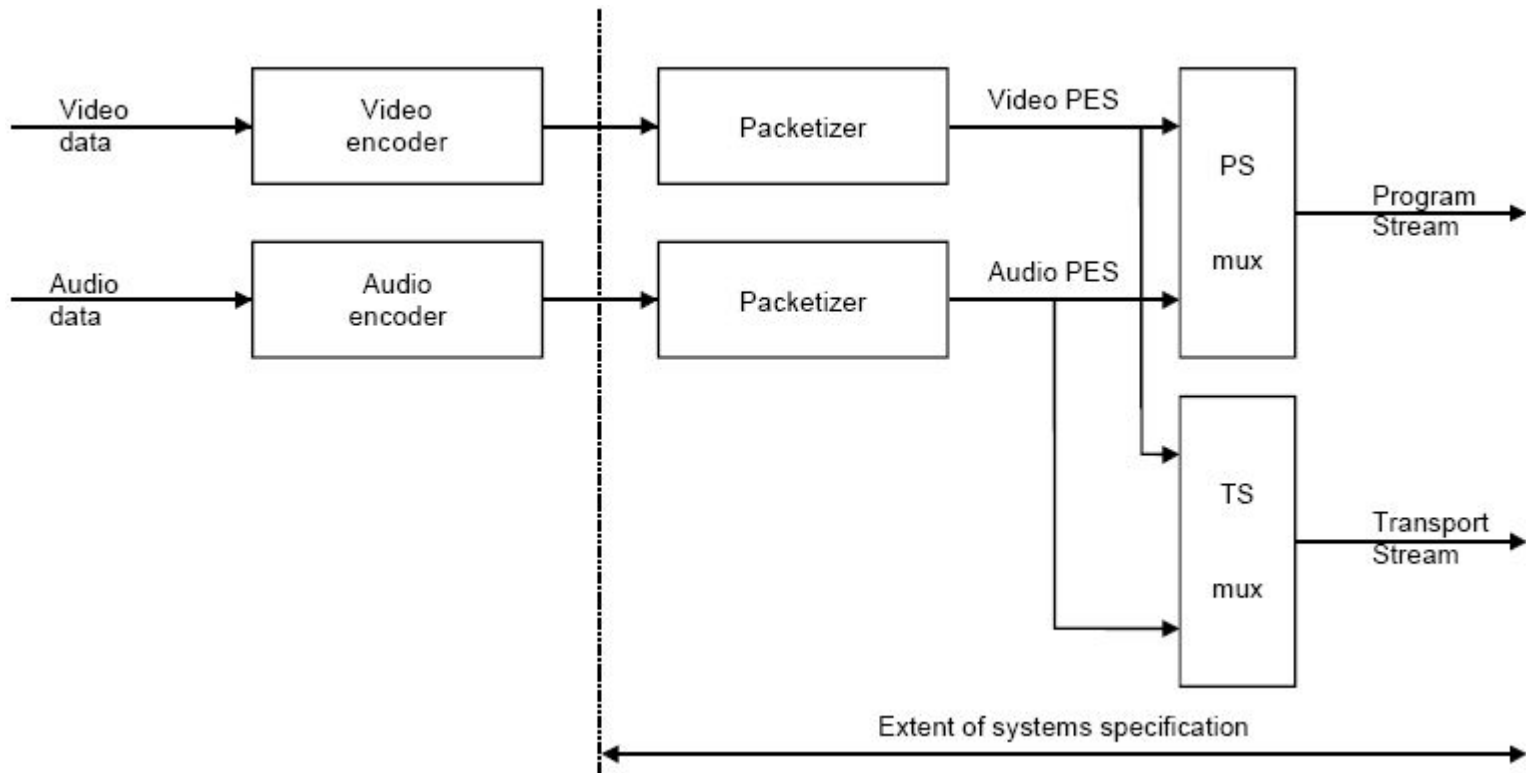 Video
data
Video
encoder
Packetizer
Video PES
PS
mux
Program
Stream
Audio
data
Audio
encoder
Packetizer
Audio PES
TS
mux
Transport
Stream
Extent of systems specification